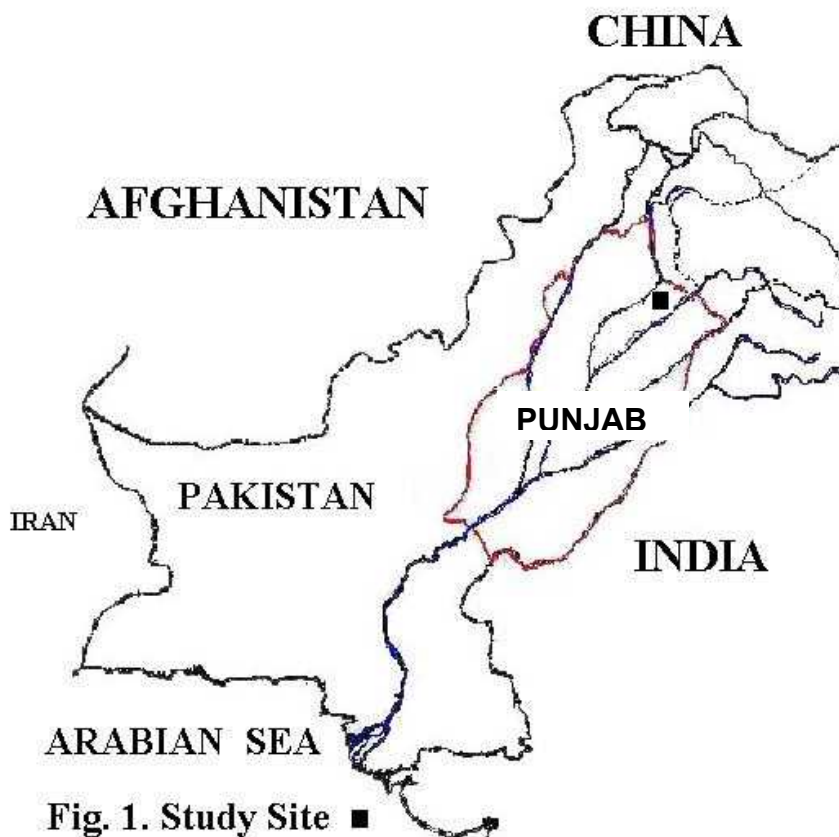 CHINA
AFGHANISTAN
PUNJAB
PAKISTAN
IRAN
INDIA
ARABIAN SEA
Fig. 1. Study Site ■